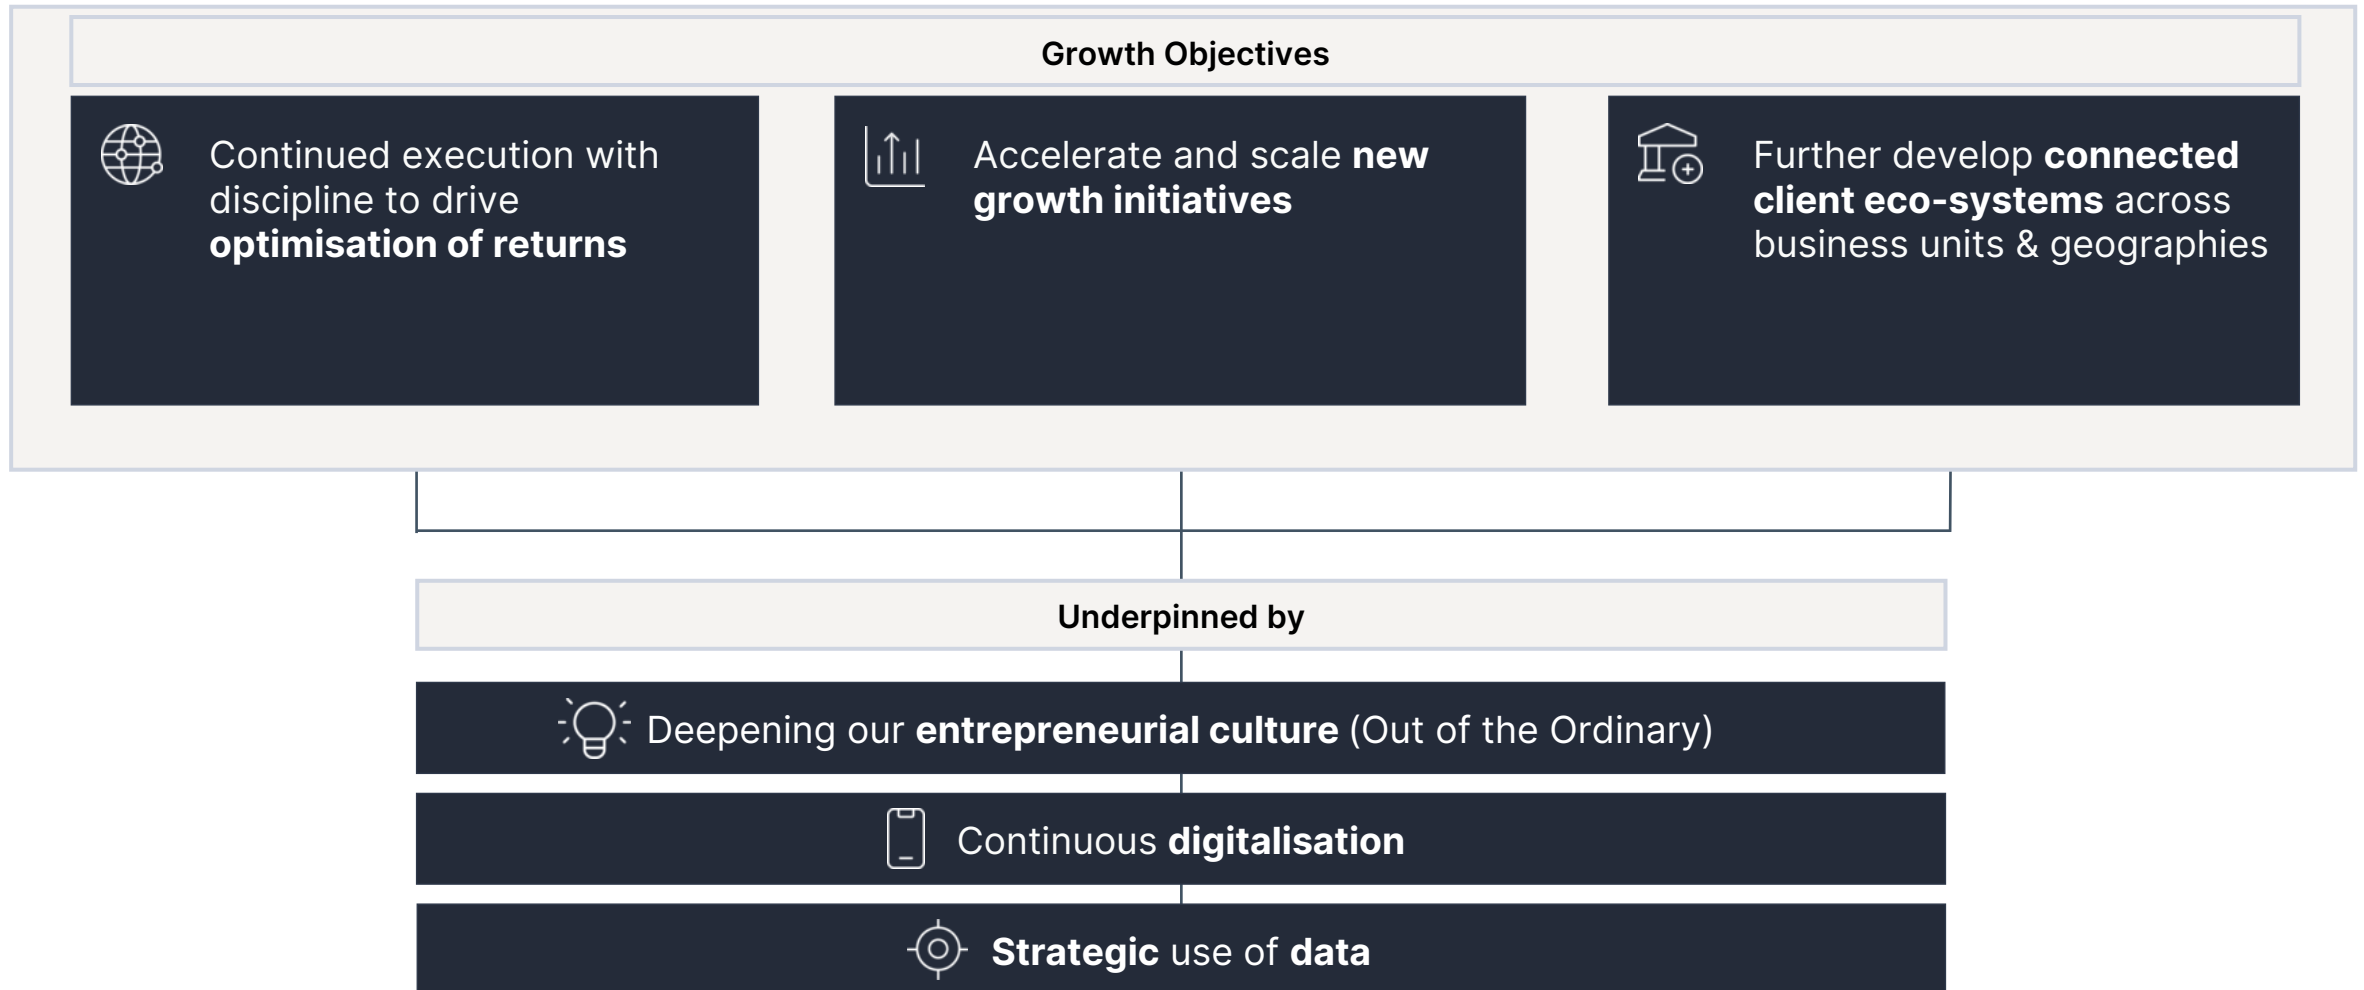 Growth Objectives
Continued execution with
discipline to drive
optimisation of returns
Accelerate and scale new
growth initiatives
Further develop connected
client eco-systems across
business units & geographies
Underpinned by
Deepening our entrepreneurial culture (Out of the Ordinary)
Continuous digitalisation
Strategic use of data